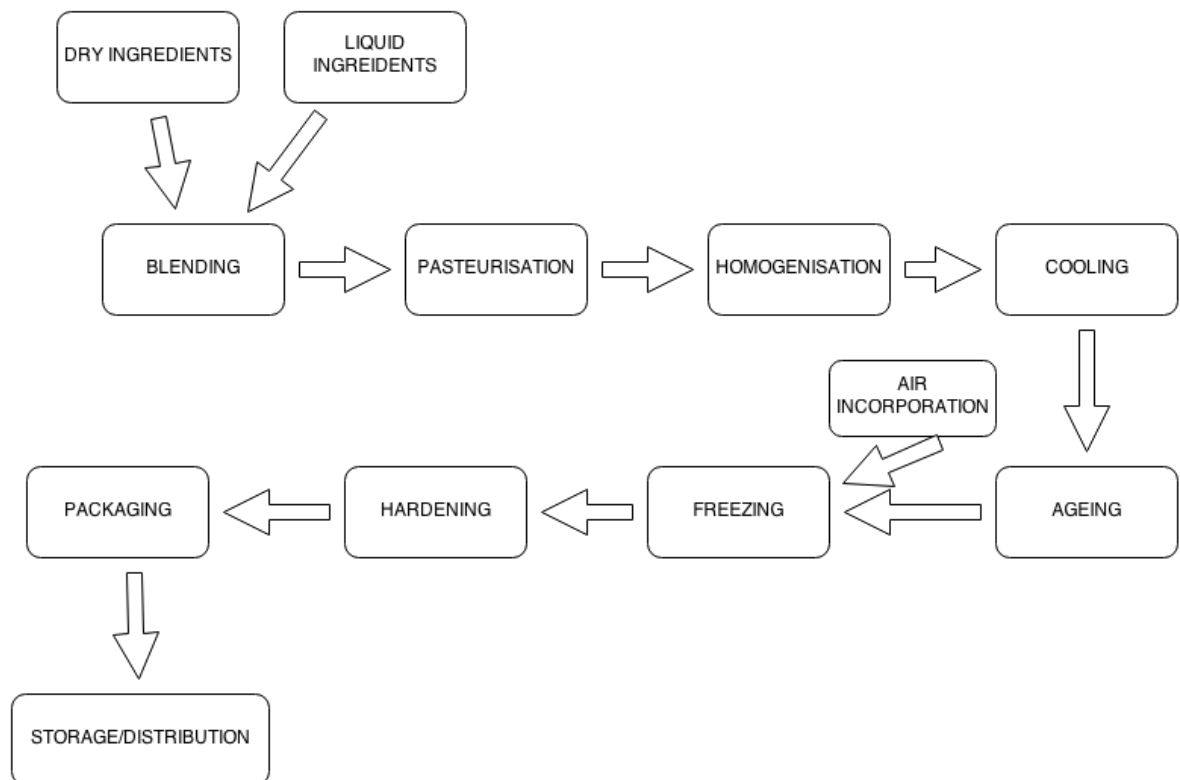 DRY INGREDIENTS
LIQUID
INGREIDENTS
BLENDING
PASTEURISATION
HOMOGENISATION
COOLING
AIR
INCORPORATION
AGEING
FREEZING
HARDENING
PACKAGING
STORAGE/DISTRIBUTION